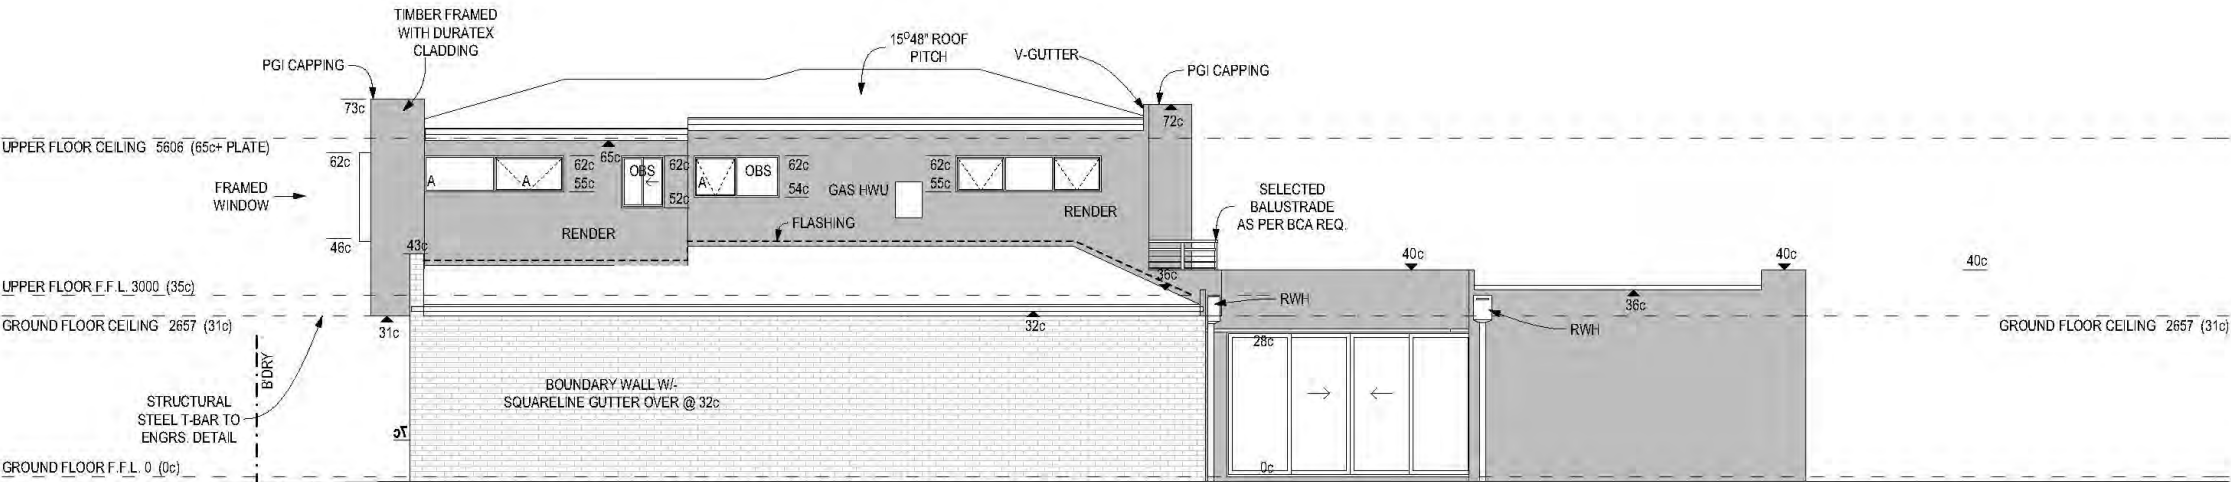 TIMBER FRAMED
WITH DURATEX
CLADDING
PGI CAPPING
15°48" ROOF
PITCH
V-GUTTER
PGI CAPPING
73c
72c
UPPER FLOOR CEILING 5606 (65c+ PLATE)
65c
62c
62c
55c
62c
52c
62c
54c
62c
55c
A
A
OBS
A
OBS
GAS HWU
FRAMED
WINDOW
SELECTED
BALUSTRADE
AS PER BCA REQ.
RENDER
RENDER
FLASHING
46c
43c
40c
40c
40c
36c
36c
UPPER FLOOR F.F.L. 3000 (35c)
RWH
RWH
GROUND FLOOR CEILING 2657 (31c)
31c
32c
GROUND FLOOR CEILING 2657 (31c)
28c
B'DRY
BOUNDARY WALL W/-
SQUARELINE GUTTER OVER @ 32c
STRUCTURAL
STEEL T-BAR TO
ENGRS. DETAIL
7c
GROUND FLOOR F.F.L. 0 (0c)
0c